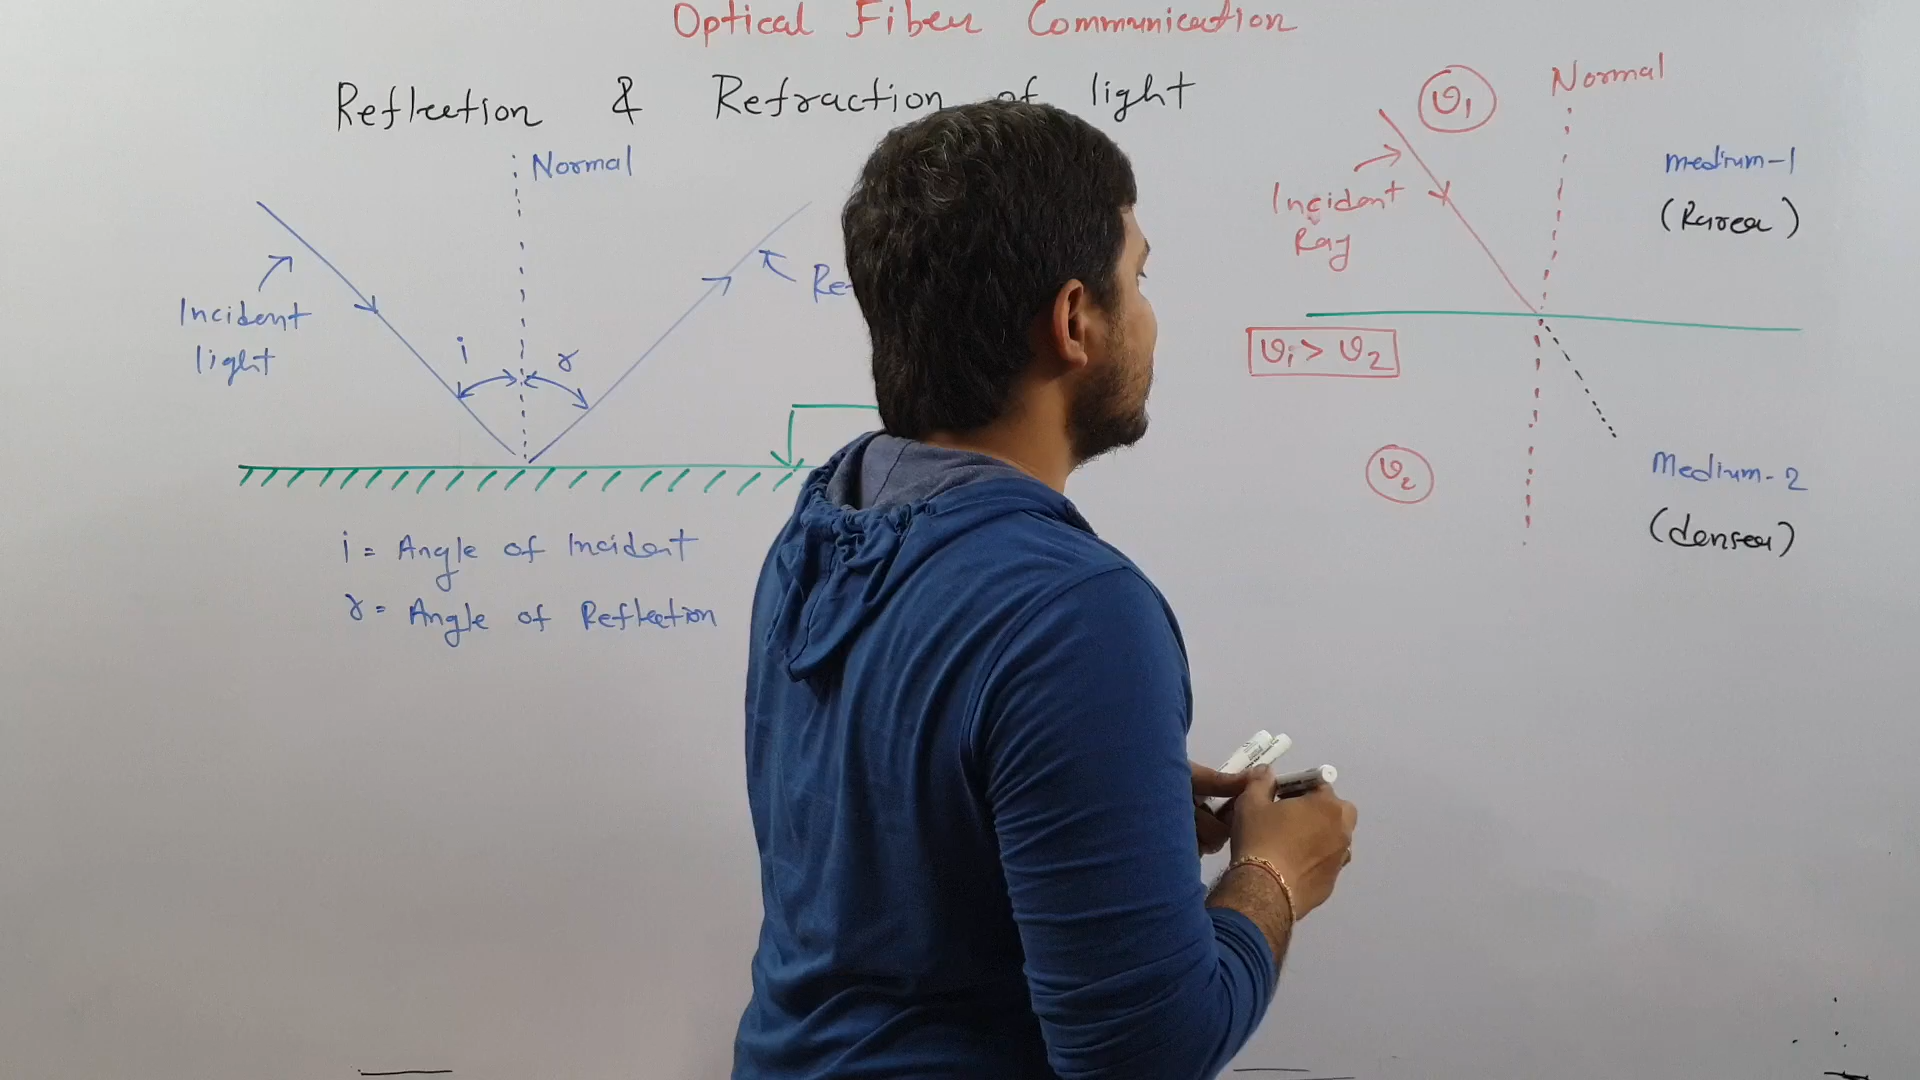 Optical Fiber Communication
Reflection & Refraction of light
Normal
Incident
light
i
r
Re
i = Angle of Incident
r = Angle of Reflection
υ1
Normal
Incident
Ray
medium-1
(Rarer)
υ1 > υ2
υ2
Medium-2
(denser)